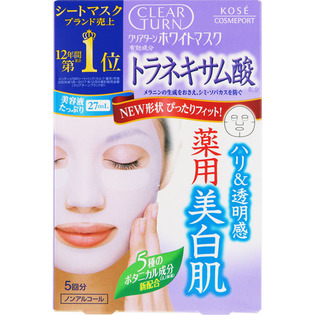 シートマスク
ブランド売上
12年間
第1位
CLEAR
TURN
KOSÉ
COSMEPORT
クリアターンホワイトマスク
有効成分
トラネキサム酸
メラニンの生成をおさえ、シミ・ソバカスを防ぐ
美容液
たっぷり
27mL
NEW形状 ぴったりフィット!
ハリ&透明感
薬用美白肌
5種の
ボタニカル成分
新配合
5回分
ノンアルコール